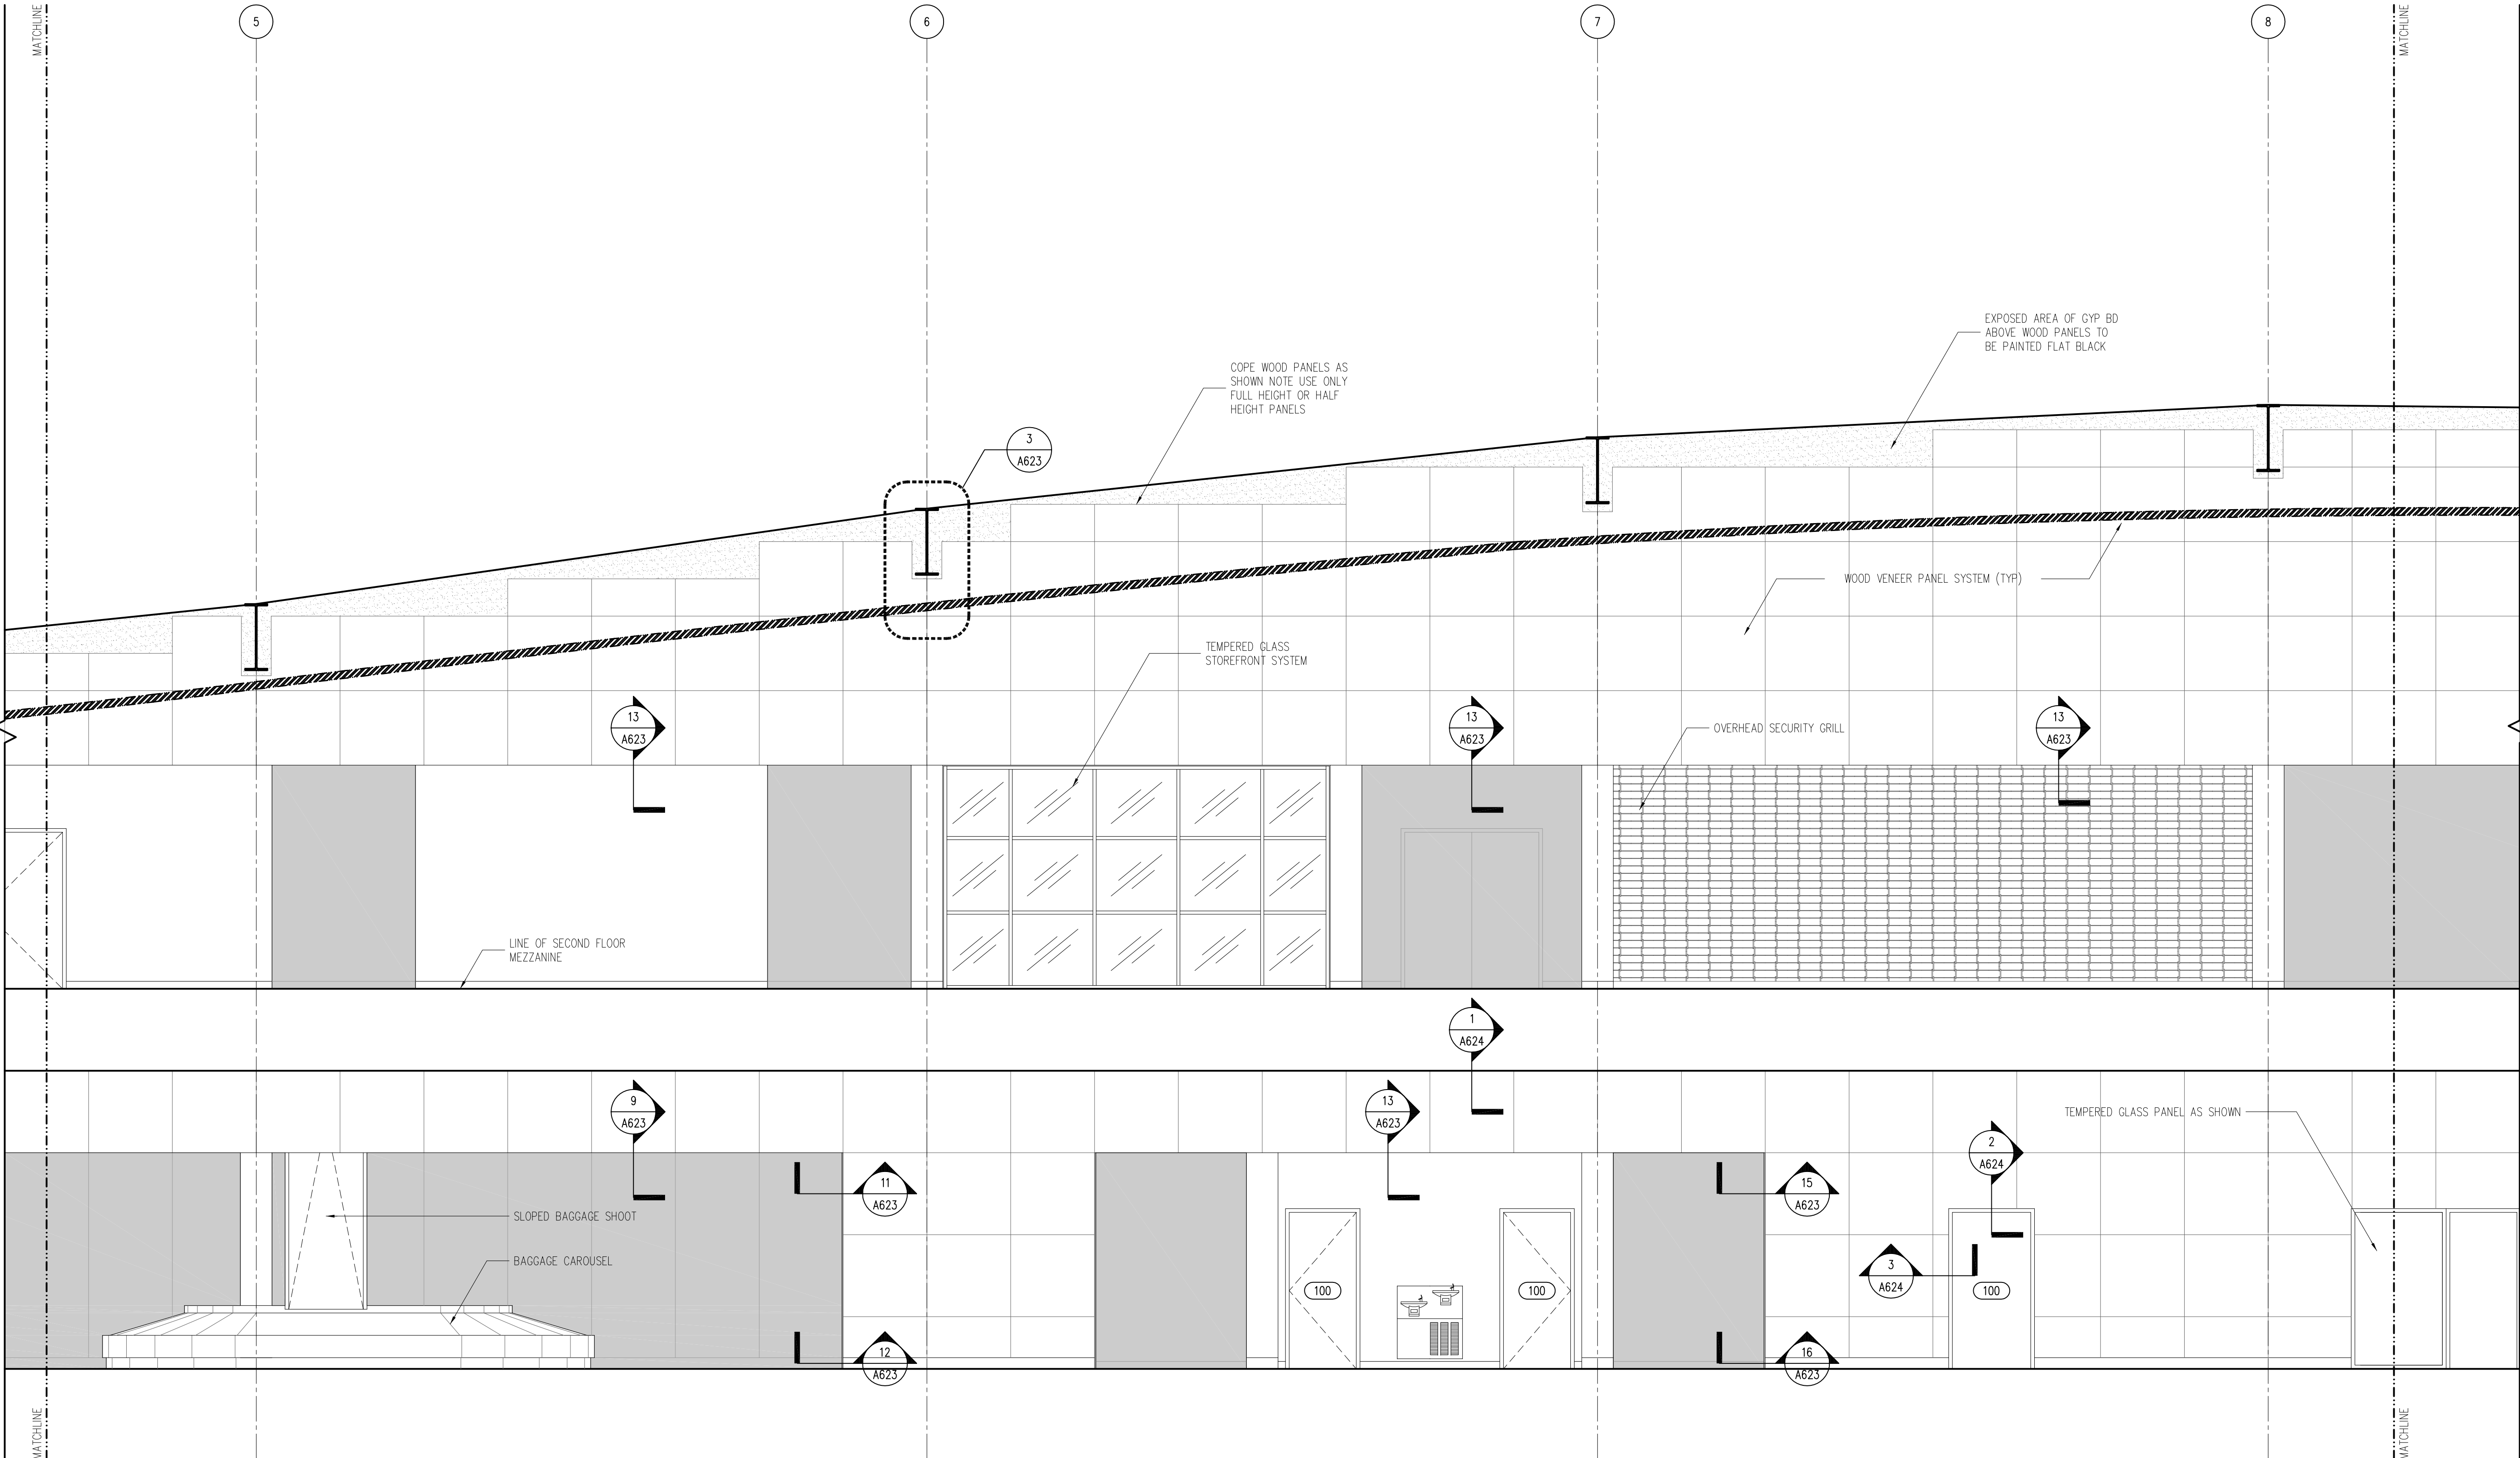 MATCHLINE
5
6
7
8
MATCHLINE
EXPOSED AREA OF GYP BD
ABOVE WOOD PANELS TO
BE PAINTED FLAT BLACK
COPE WOOD PANELS AS
SHOWN NOTE USE ONLY
FULL HEIGHT OR HALF
HEIGHT PANELS
3
A623
WOOD VENEER PANEL SYSTEM (TYP)
TEMPERED GLASS
STOREFRONT SYSTEM
13
A623
13
A623
OVERHEAD SECURITY GRILL
13
A623
LINE OF SECOND FLOOR
MEZZANINE
1
A624
9
A623
13
A623
TEMPERED GLASS PANEL AS SHOWN
2
A624
11
A623
15
A623
SLOPED BAGGAGE SHOOT
BAGGAGE CAROUSEL
3
A624
100
100
100
12
A623
16
A623
MATCHLINE
MATCHLINE